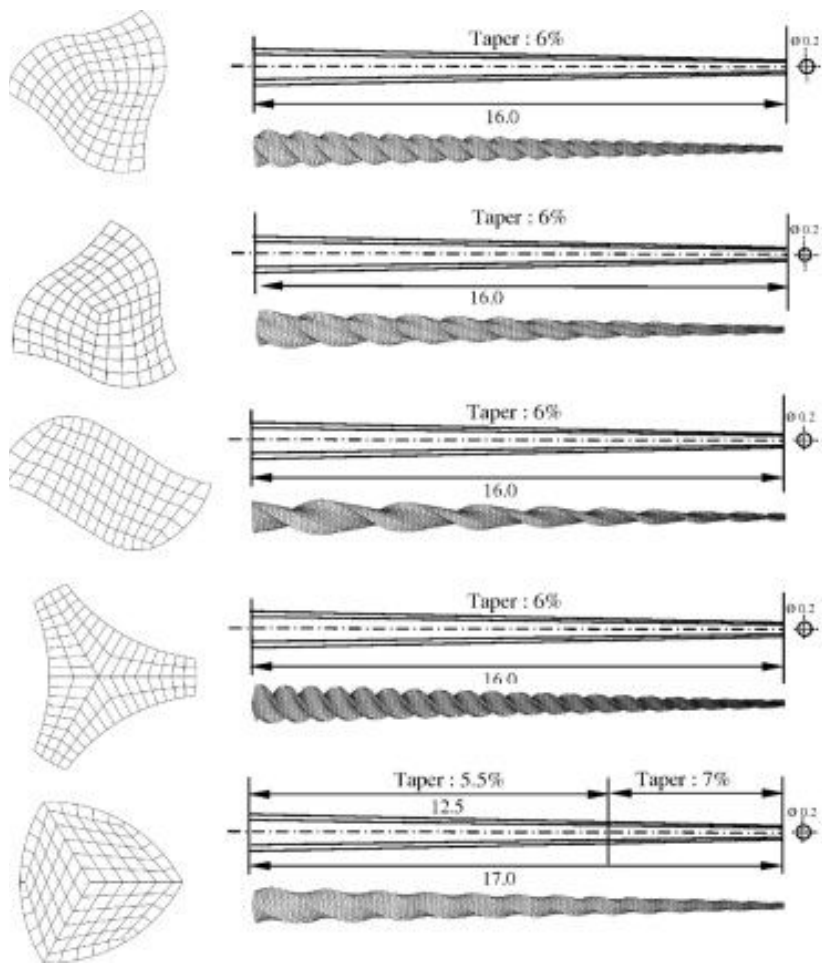 Taper : 6%
Ø 0.2
16.0
Taper : 6%
Ø 0.2
16.0
Taper : 6%
Ø 0.2
16.0
Taper : 6%
Ø 0.2
16.0
Taper : 5.5% Taper : 7%
12.5
Ø 0.2
17.0